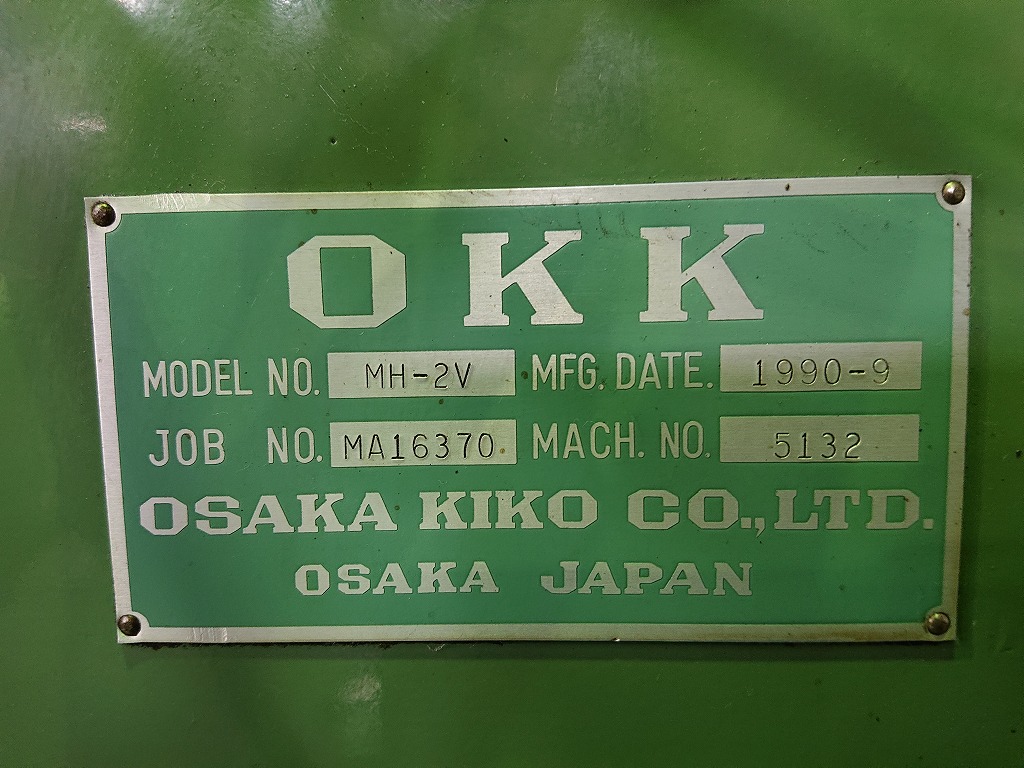 OKK
MODEL NO. MH-2V MFG. DATE. 1990-9
JOB NO. MA16370 MACH. NO. 5132
OSAKA KIKO CO., LTD.
OSAKA JAPAN